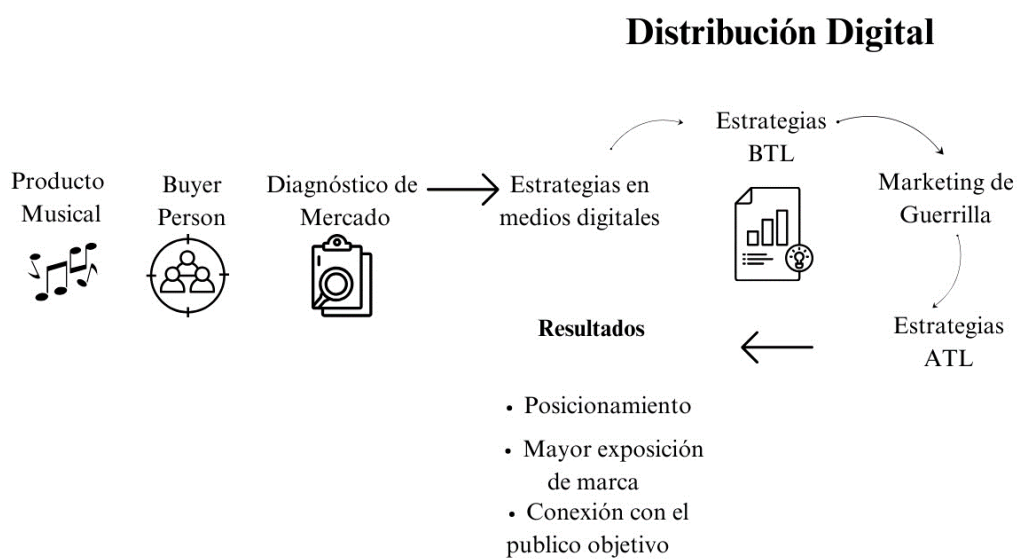 Distribución Digital
Producto
Musical
Buyer
Person
Diagnóstico de
Mercado
Estrategias en
medios digitales
Estrategias
BTL
Marketing de
Guerrilla
Estrategias
ATL
Resultados
• Posicionamiento
• Mayor exposición
de marca
• Conexión con el
publico objetivo